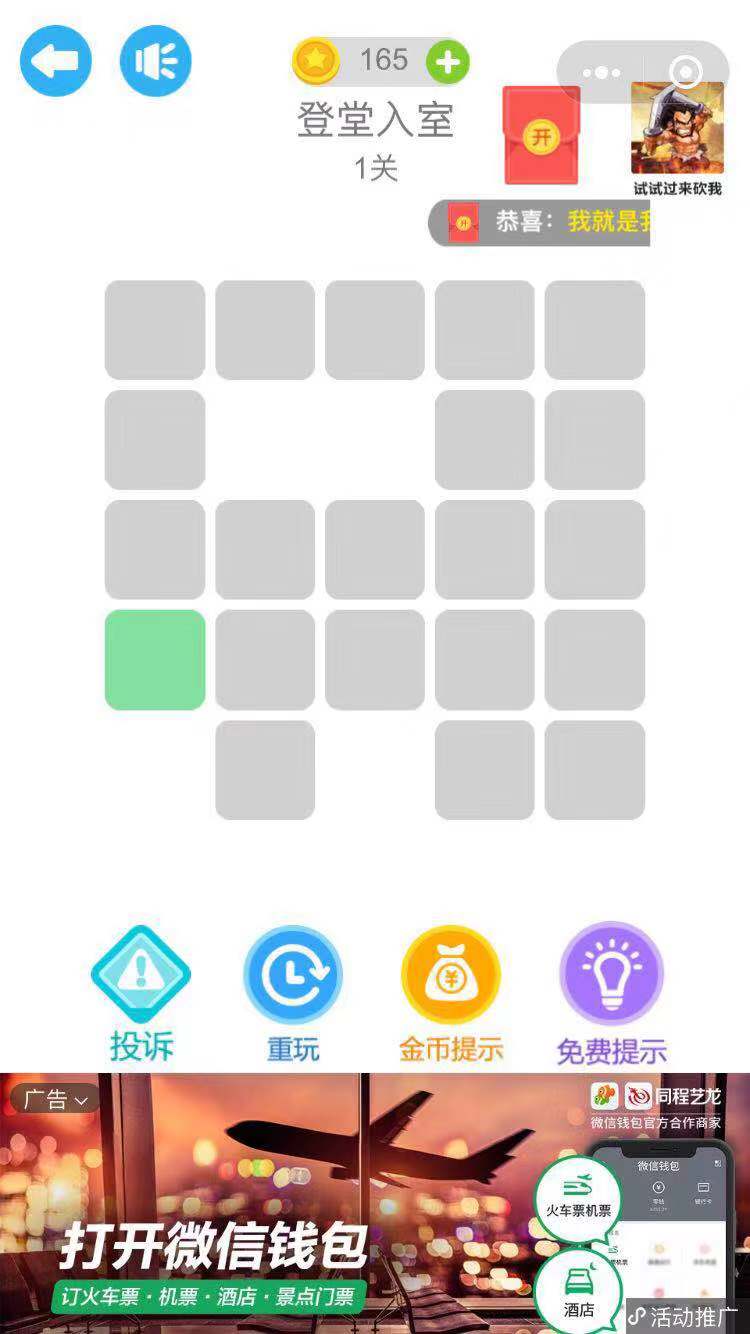 165
登堂入室
1关
开
试试过来砍我
开
恭喜：我就是我
投诉
重玩
金币提示
免费提示
广告
同程艺龙
微信钱包官方合作商家
微信钱包
火车票机票
打开微信钱包
订火车票·机票·酒店·景点门票
酒店
活动推广